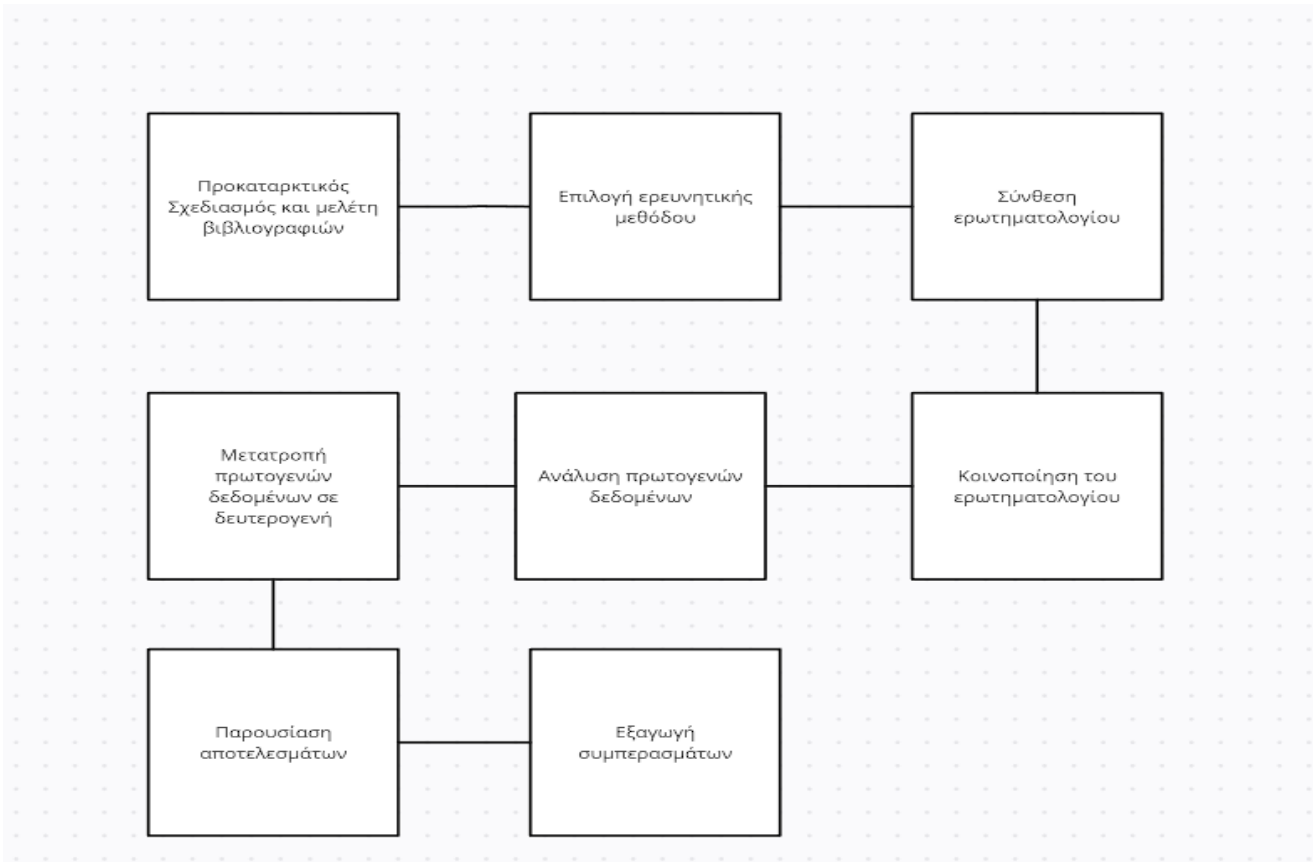 Προκαταρκτικός
Σχεδιασμός και μελέτη
βιβλιογραφιών
Επιλογή ερευνητικής
μεθόδου
Σύνθεση
ερωτηματολογίου
Κοινοποίηση του
ερωτηματολογίου
Ανάλυση πρωτογενών
δεδομένων
Μετατροπή
πρωτογενών
δεδομένων σε
δευτερογενή
Παρουσίαση
αποτελεσμάτων
Εξαγωγή
συμπερασμάτων